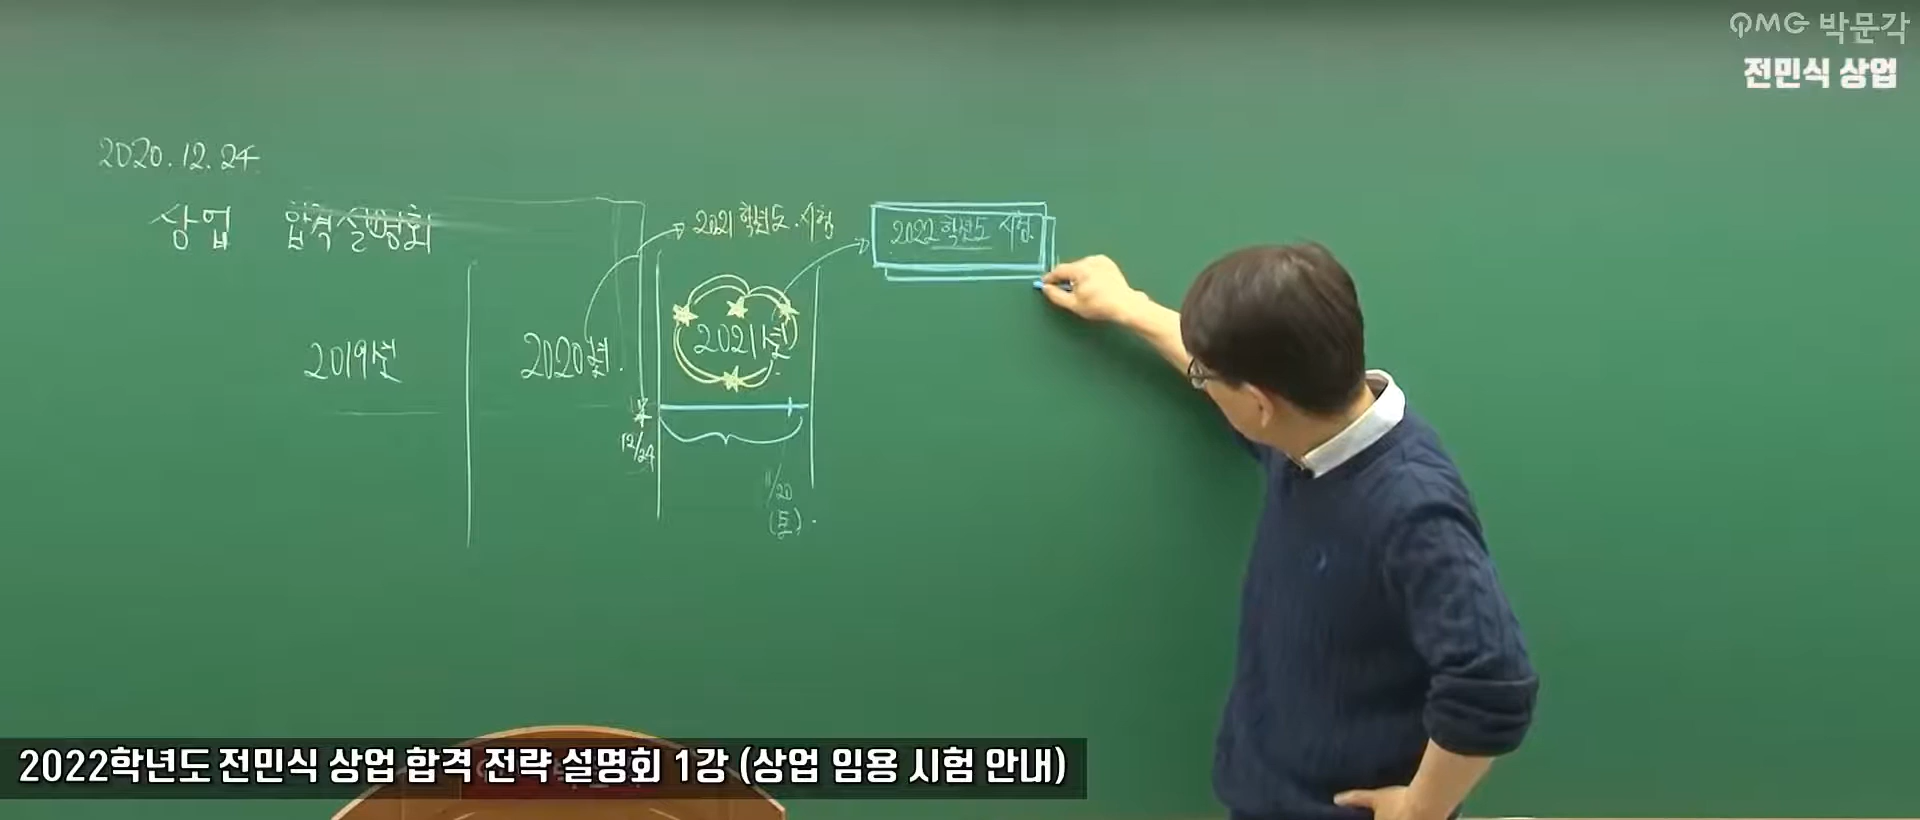 PMG 박문각
전민식 상업
2020.12.24
상업 합격설명회
2021학년도 시험
2022학년도 시험
2019년
2020년.
2021년
12/24
11/20
(토).
2022학년도 전민식 상업 합격 전략 설명회 1강 (상업 임용 시험 안내)